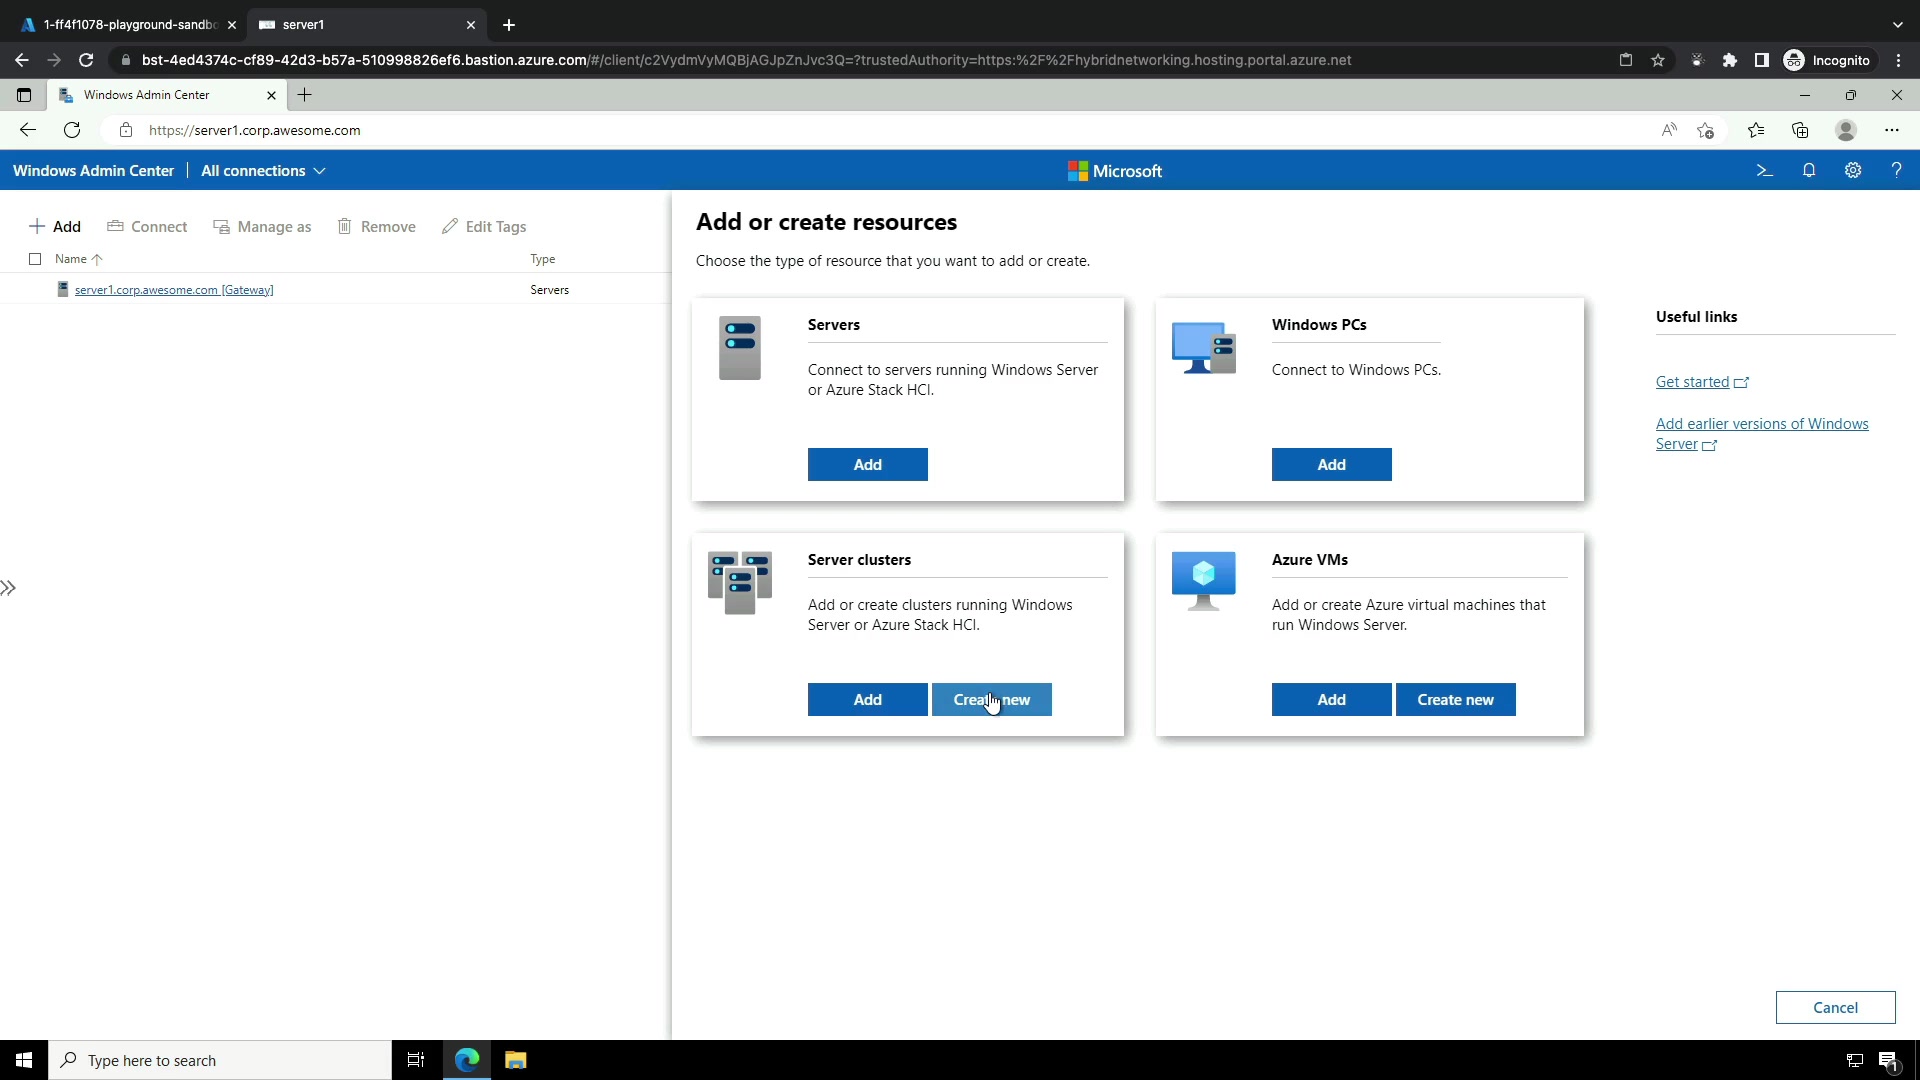 1-ff4f1078-playground-sandbo
server1
bst-4ed4374c-cf89-42d3-b57a-510998826ef6.bastion.azure.com/#/client/c2VydmVyMQBjAGJpZnJvc3Q=?trustedAuthority=https:%2F%2Fhybridnetworking.hosting.portal.azure.net
Incognito
Windows Admin Center
https://server1.corp.awesome.com
Windows Admin Center
All connections
Microsoft
Add
Connect
Manage as
Remove
Edit Tags
Name
Type
server1.corp.awesome.com [Gateway]
Servers
Add or create resources
Choose the type of resource that you want to add or create.
Servers
Connect to servers running Windows Server
or Azure Stack HCI.
Add
Windows PCs
Connect to Windows PCs.
Add
Useful links
Get started
Add earlier versions of Windows
Server
Server clusters
Add or create clusters running Windows
Server or Azure Stack HCI.
Add
Create new
Azure VMs
Add or create Azure virtual machines that
run Windows Server.
Add
Create new
Cancel
Type here to search
1